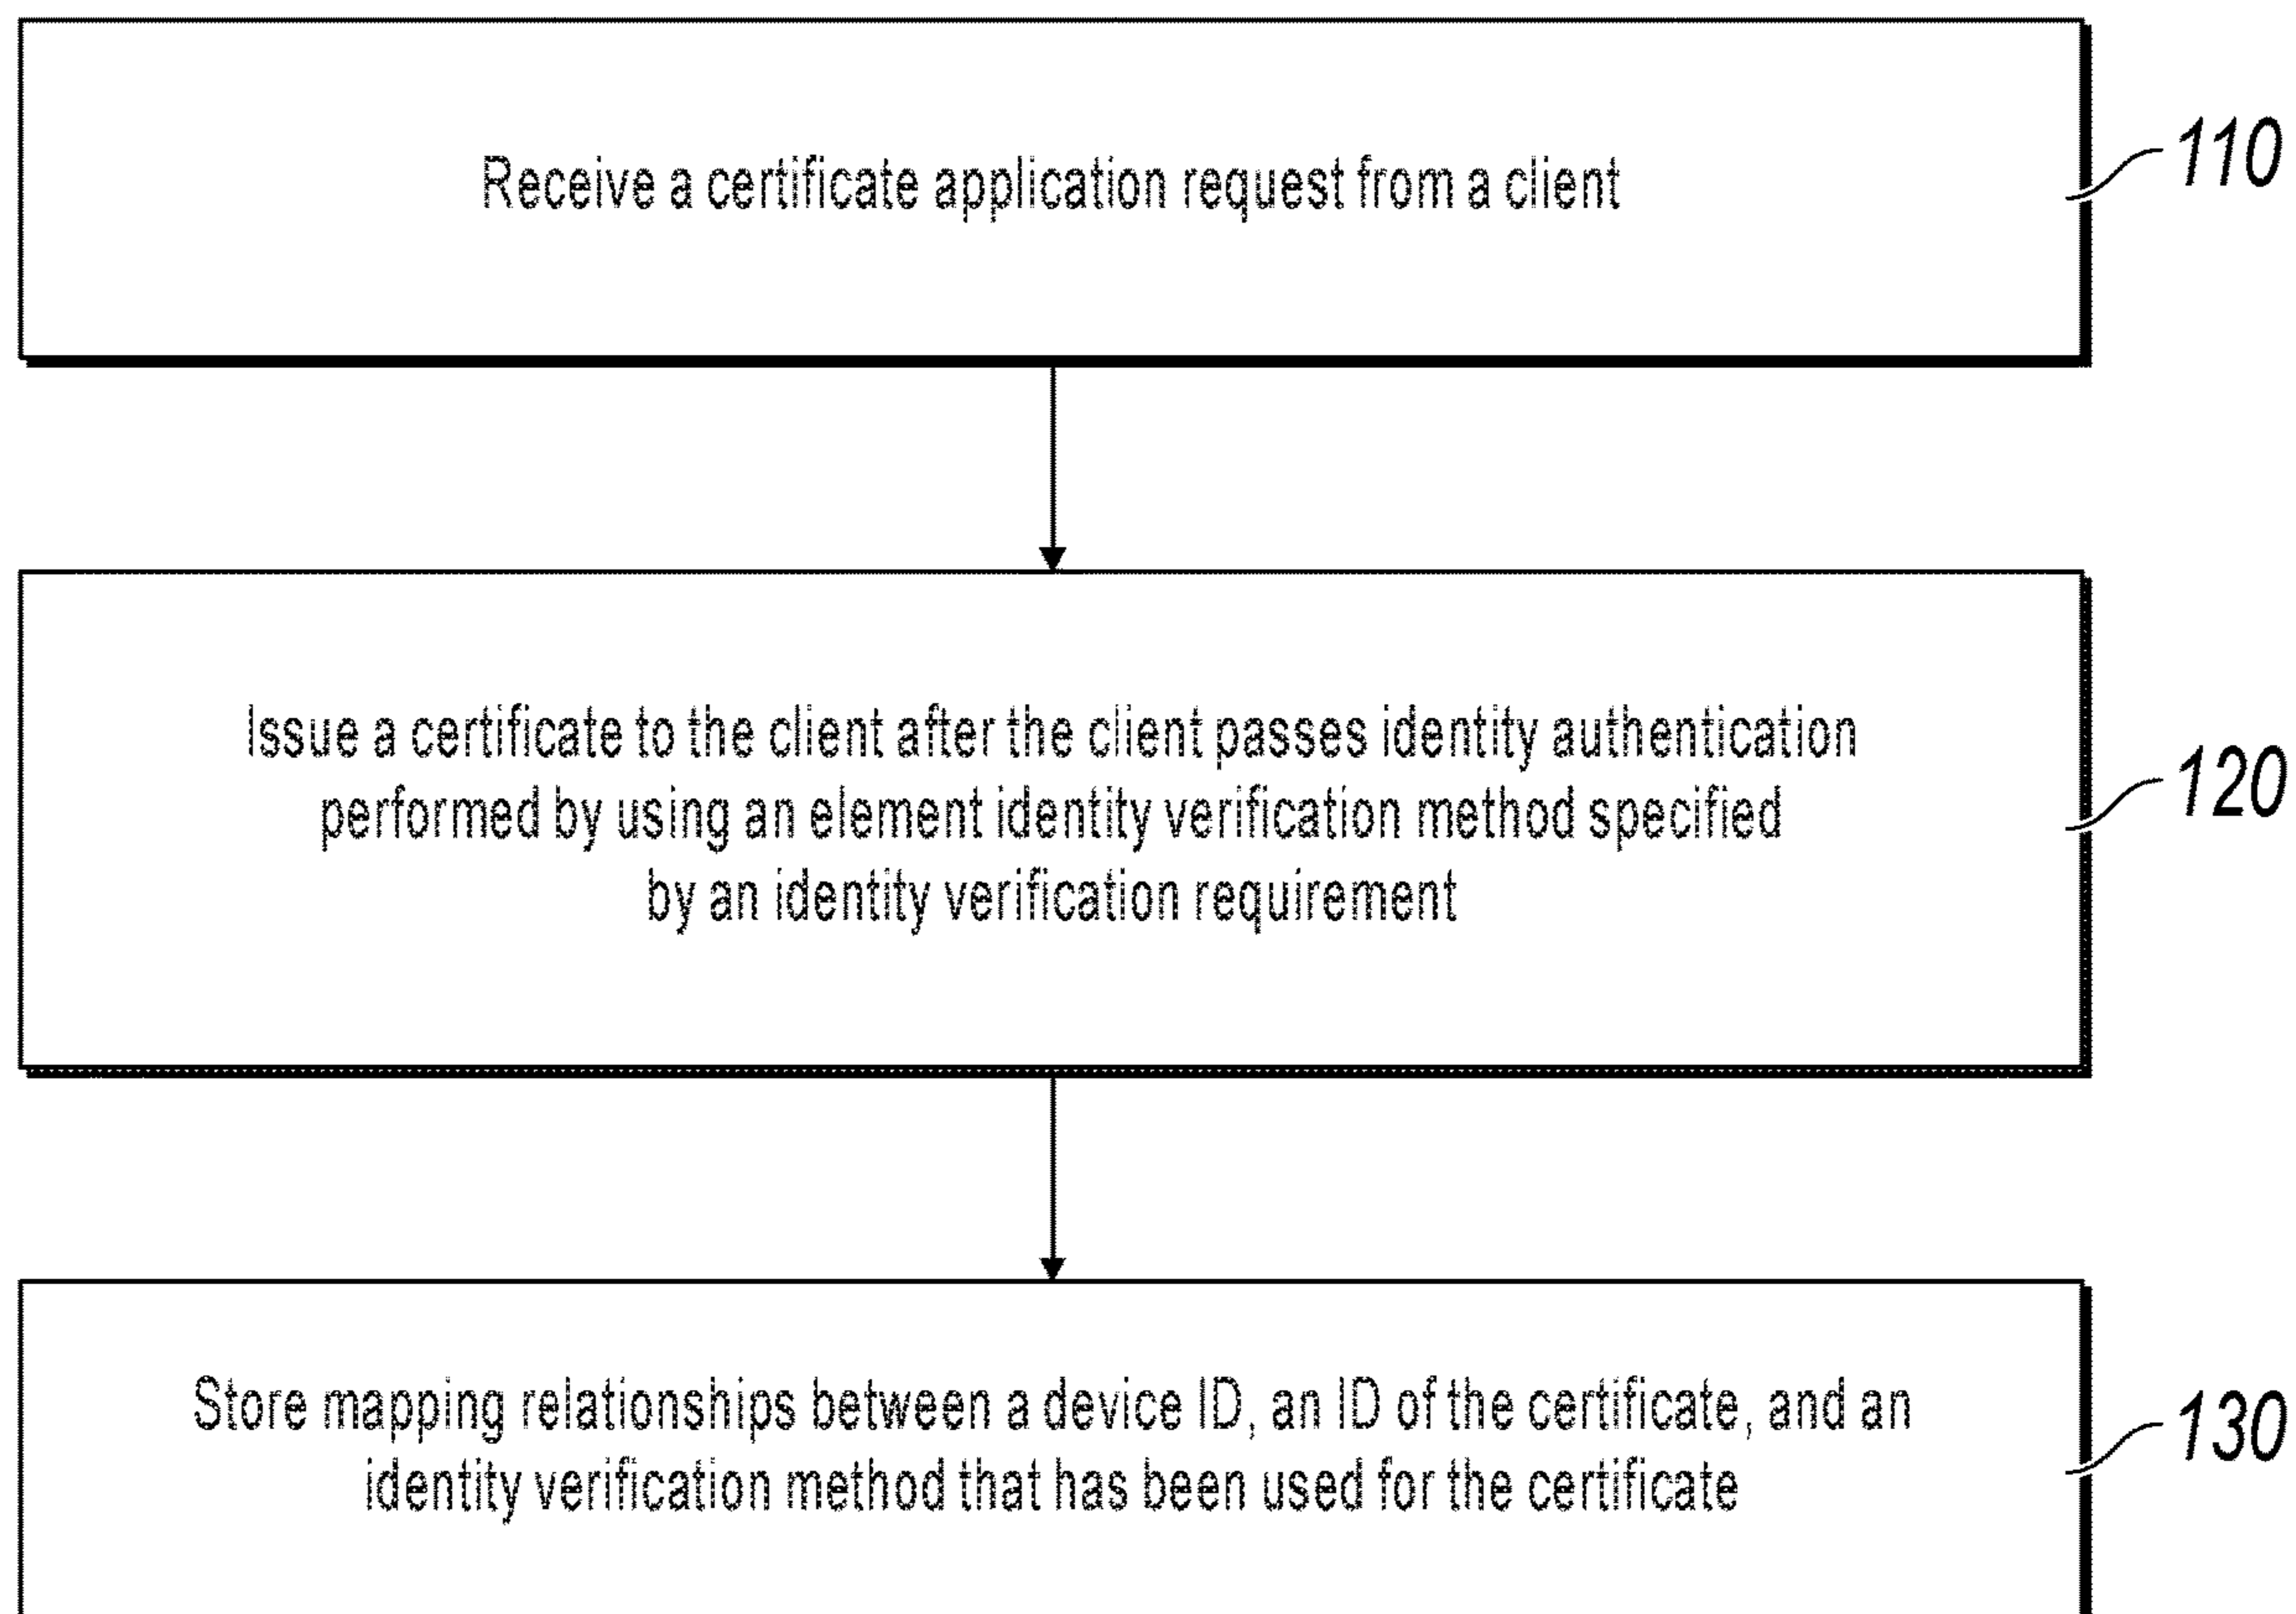 Receive a certificate application request from a client
110
Issue a certificate to the client after the client passes identity authentication
performed by using an element identity verification method specified
by an identity verification requirement
120
Store mapping relationships between a device ID, an ID of the certificate, and an
identity verification method that has been used for the certificate
130